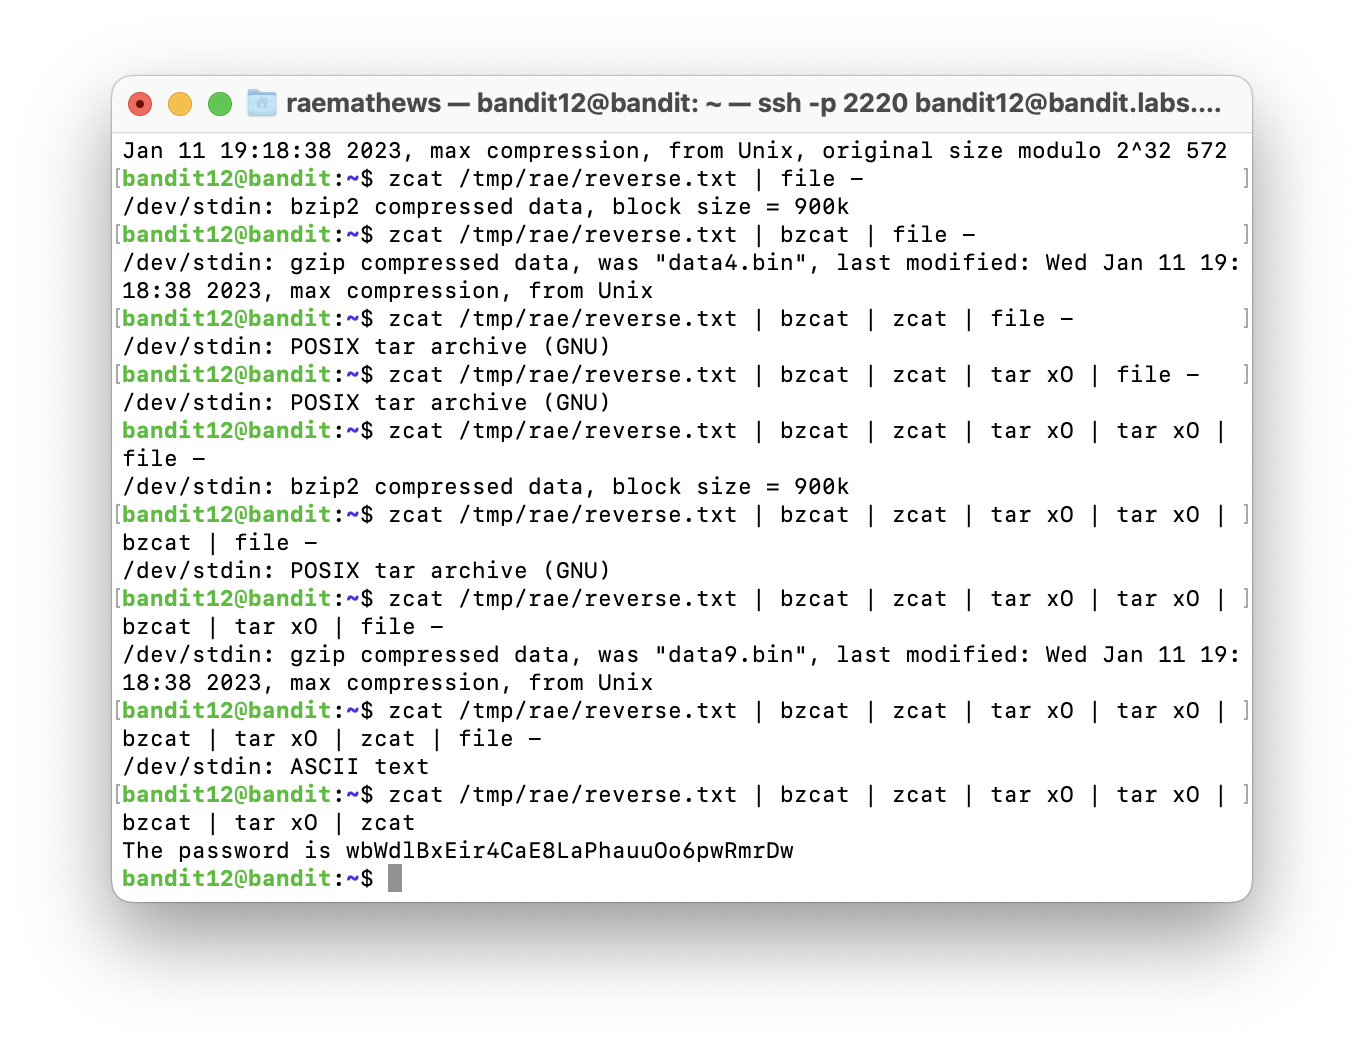 raemathews — bandit12@bandit: ~ — ssh -p 2220 bandit12@bandit.labs....
Jan 11 19:18:38 2023, max compression, from Unix, original size modulo 2^32 572
[bandit12@bandit:~$ zcat /tmp/rae/reverse.txt | file - ]
/dev/stdin: bzip2 compressed data, block size = 900k
[bandit12@bandit:~$ zcat /tmp/rae/reverse.txt | bzcat | file - ]
/dev/stdin: gzip compressed data, was "data4.bin", last modified: Wed Jan 11 19:
18:38 2023, max compression, from Unix
[bandit12@bandit:~$ zcat /tmp/rae/reverse.txt | bzcat | zcat | file - ]
/dev/stdin: POSIX tar archive (GNU)
[bandit12@bandit:~$ zcat /tmp/rae/reverse.txt | bzcat | zcat | tar xO | file - ]
/dev/stdin: POSIX tar archive (GNU)
bandit12@bandit:~$ zcat /tmp/rae/reverse.txt | bzcat | zcat | tar xO | tar xO |
file -
/dev/stdin: bzip2 compressed data, block size = 900k
[bandit12@bandit:~$ zcat /tmp/rae/reverse.txt | bzcat | zcat | tar xO | tar xO | ]
bzcat | file -
/dev/stdin: POSIX tar archive (GNU)
[bandit12@bandit:~$ zcat /tmp/rae/reverse.txt | bzcat | zcat | tar xO | tar xO | ]
bzcat | tar xO | file -
/dev/stdin: gzip compressed data, was "data9.bin", last modified: Wed Jan 11 19:
18:38 2023, max compression, from Unix
[bandit12@bandit:~$ zcat /tmp/rae/reverse.txt | bzcat | zcat | tar xO | tar xO | ]
bzcat | tar xO | zcat | file -
/dev/stdin: ASCII text
[bandit12@bandit:~$ zcat /tmp/rae/reverse.txt | bzcat | zcat | tar xO | tar xO | ]
bzcat | tar xO | zcat
The password is wbWdlBxEir4CaE8LaPhauuOo6pwRmrDw
bandit12@bandit:~$